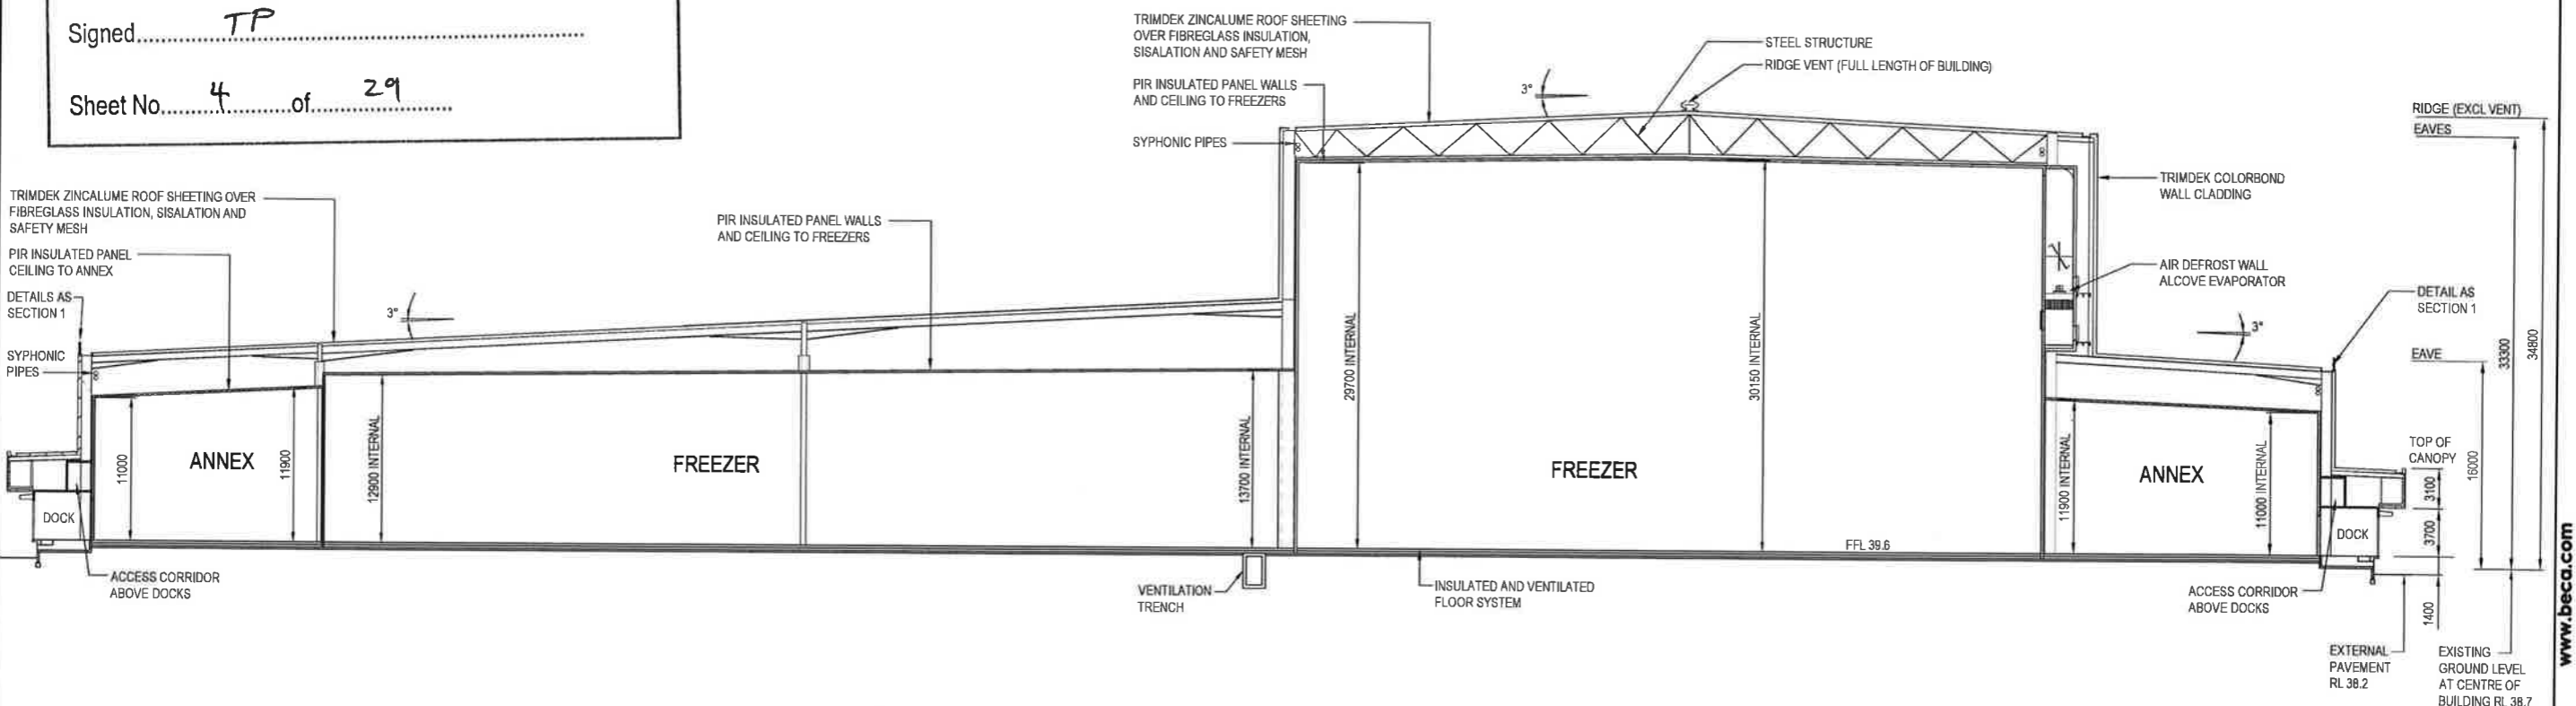 Signed TP
Sheet No. 4 of 29
TRIMDEK ZINCALUME ROOF SHEETING
OVER FIBREGLASS INSULATION,
SISALATION AND SAFETY MESH
PIR INSULATED PANEL WALLS
AND CEILING TO FREEZERS
SYPHONIC PIPES
3°
STEEL STRUCTURE
RIDGE VENT (FULL LENGTH OF BUILDING)
RIDGE (EXCL VENT)
EAVES
TRIMDEK COLORBOND
WALL CLADDING
AIR DEFROST WALL
ALCOVE EVAPORATOR
DETAIL AS
SECTION 1
3°
EAVE
33300
34800
TRIMDEK ZINCALUME ROOF SHEETING OVER
FIBREGLASS INSULATION, SISALATION AND
SAFETY MESH
PIR INSULATED PANEL
CEILING TO ANNEX
DETAILS AS
SECTION 1
SYPHONIC
PIPES
3°
PIR INSULATED PANEL WALLS
AND CEILING TO FREEZERS
11000
ANNEX
11900
12900 INTERNAL
FREEZER
13700 INTERNAL
29700 INTERNAL
FREEZER
30150 INTERNAL
FFL 39.6
11900 INTERNAL
ANNEX
11000 INTERNAL
TOP OF
CANOPY
3100
16000
3700
1400
DOCK
DOCK
ACCESS CORRIDOR
ABOVE DOCKS
VENTILATION
TRENCH
INSULATED AND VENTILATED
FLOOR SYSTEM
ACCESS CORRIDOR
ABOVE DOCKS
EXTERNAL
PAVEMENT
RL 38.2
EXISTING
GROUND LEVEL
AT CENTRE OF
BUILDING RL 38.7
www.beca.com